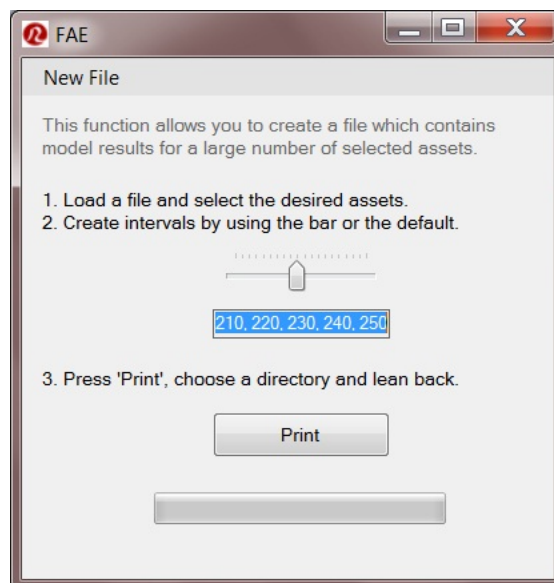 FAE
New File
This function allows you to create a file which contains
model results for a large number of selected assets.
1. Load a file and select the desired assets.
2. Create intervals by using the bar or the default.
210, 220, 230, 240, 250
3. Press 'Print', choose a directory and lean back.
Print